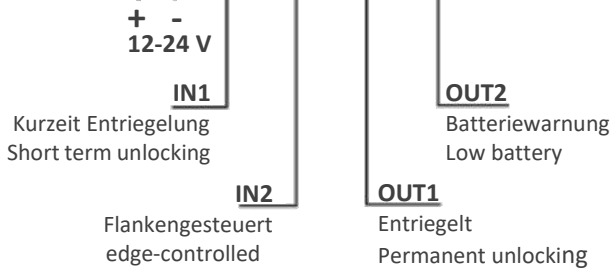 + -
12-24 V
IN1
Kurzeit Entriegelung
Short term unlocking
OUT2
Batteriewarnung
Low battery
IN2
Flankengesteuert
edge-controlled
OUT1
Entriegelt
Permanent unlocking